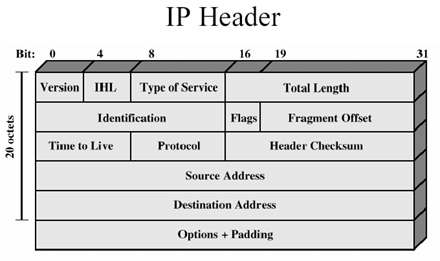 IP Header
Bit: 0 4 8 16 19 31
Version IHL Type of Service Total Length
Identification Flags Fragment Offset
Time to Live Protocol Header Checksum
Source Address
Destination Address
Options + Padding
20 octets